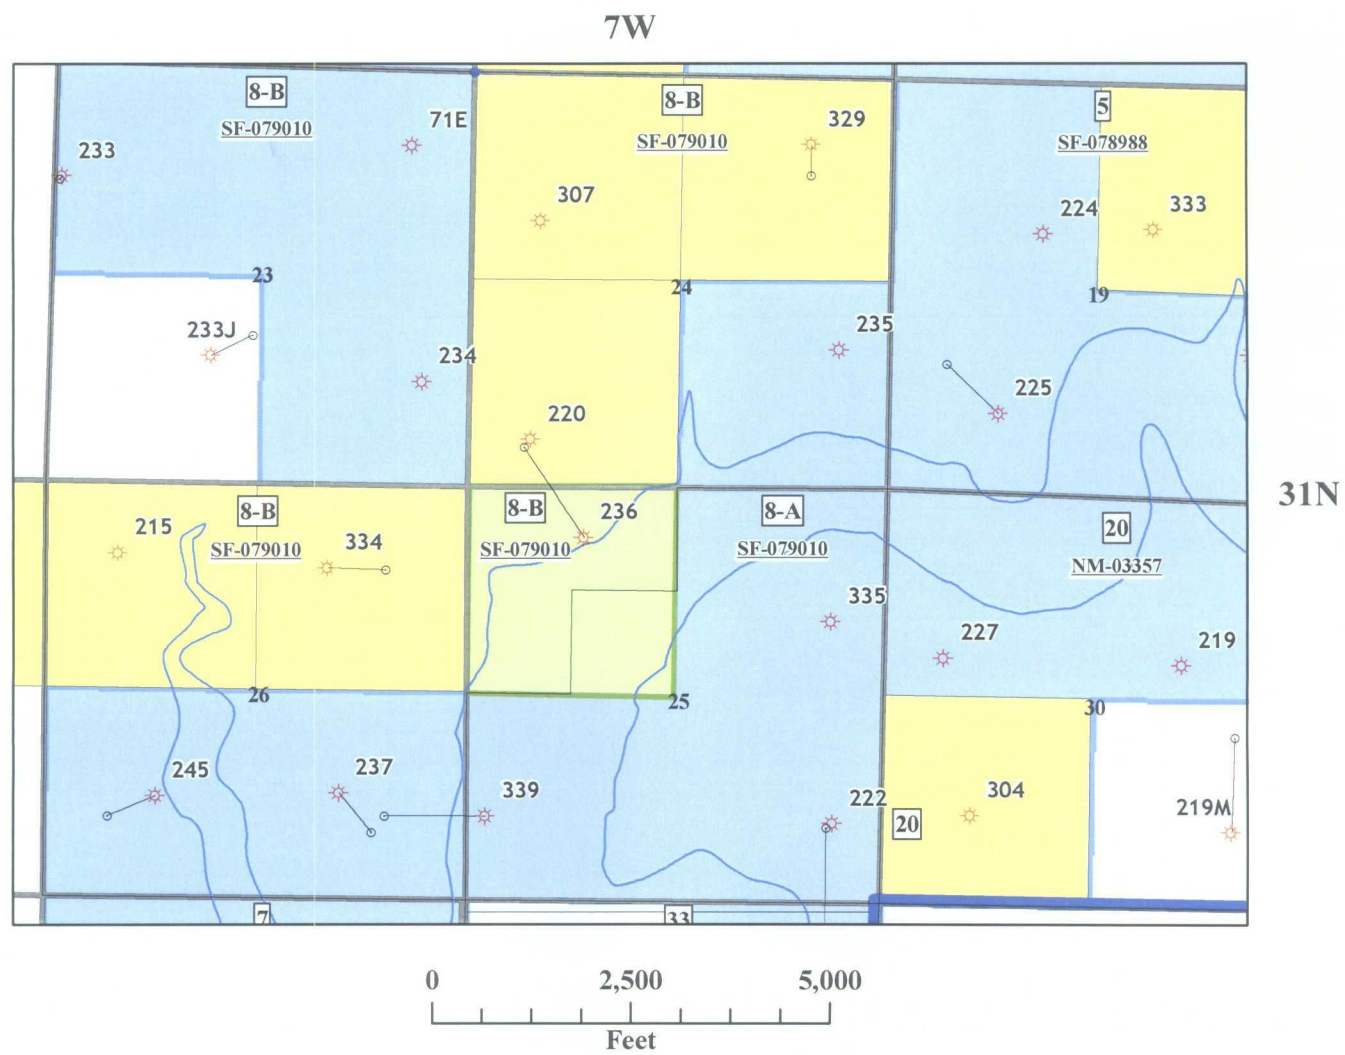 7W
8-B
SF-079010
71E
233
8-B
SF-079010
329
307
5
SF-078988
224
333
23
24
19
233J
234
235
225
220
31N
8-B
SF-079010
215
334
8-B
SF-079010
236
8-A
SF-079010
20
NM-03357
335
227
219
26
25
30
245
237
339
222
20
304
219M
7
33
0 2,500 5,000
Feet